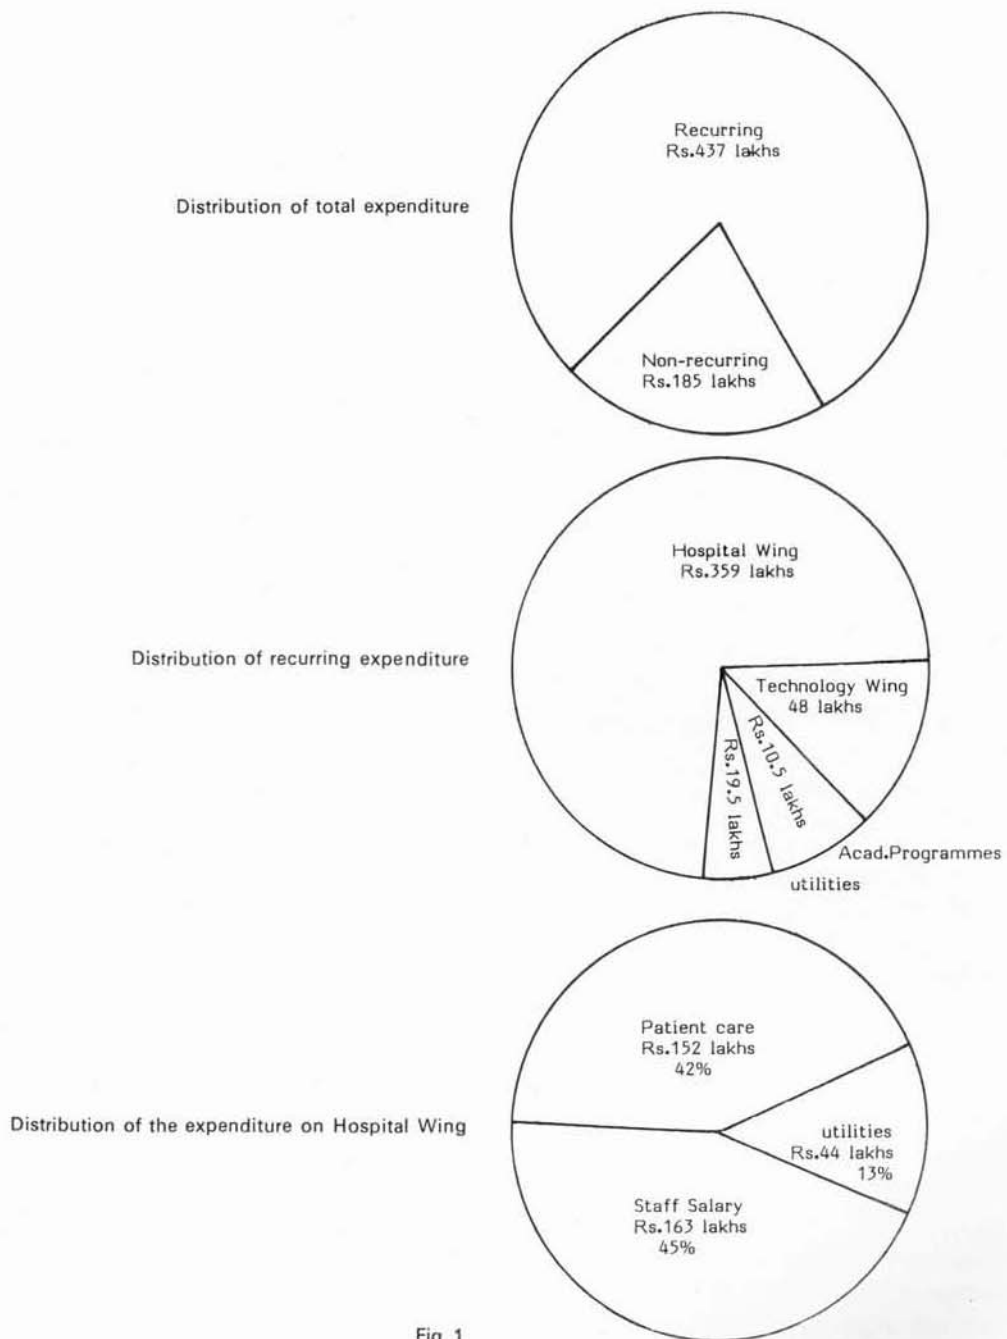 Distribution of total expenditure
Recurring
Rs.437 lakhs
Non-recurring
Rs.185 lakhs
Distribution of recurring expenditure
Hospital Wing
Rs.359 lakhs
Technology Wing
48 lakhs
Rs.10.5 lakhs
Rs.19.5 lakhs
Acad.Programmes
utilities
Distribution of the expenditure on Hospital Wing
Patient care
Rs.152 lakhs
42%
utilities
Rs.44 lakhs
13%
Staff Salary
Rs.163 lakhs
45%
Fig. 1